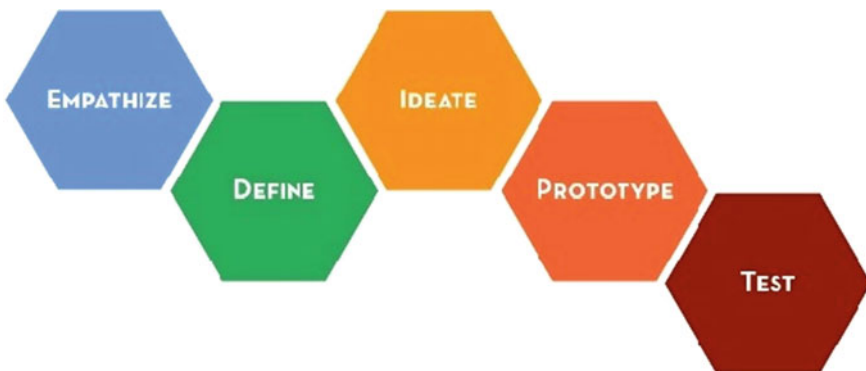 EMPATHIZE
DEFINE
IDEATE
PROTOTYPE
TEST